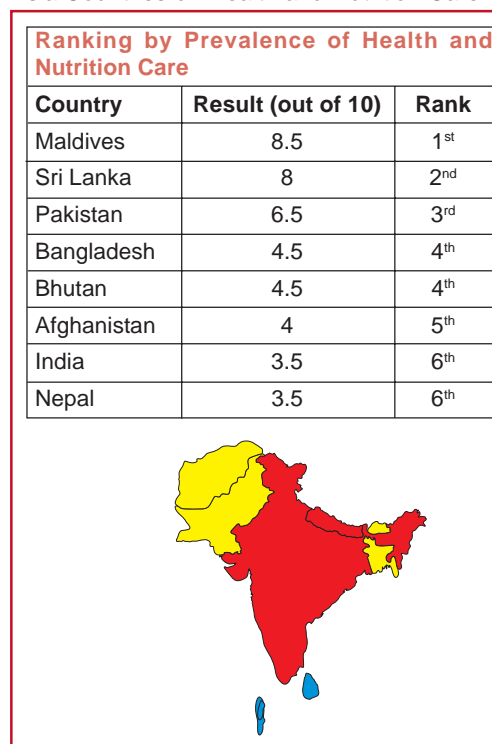 Ranking by Prevalence of Health and
Nutrition Care
Country Result (out of 10) Rank
Maldives 8.5 1st
Sri Lanka 8 2nd
Pakistan 6.5 3rd
Bangladesh 4.5 4th
Bhutan 4.5 4th
Afghanistan 4 5th
India 3.5 6th
Nepal 3.5 6th